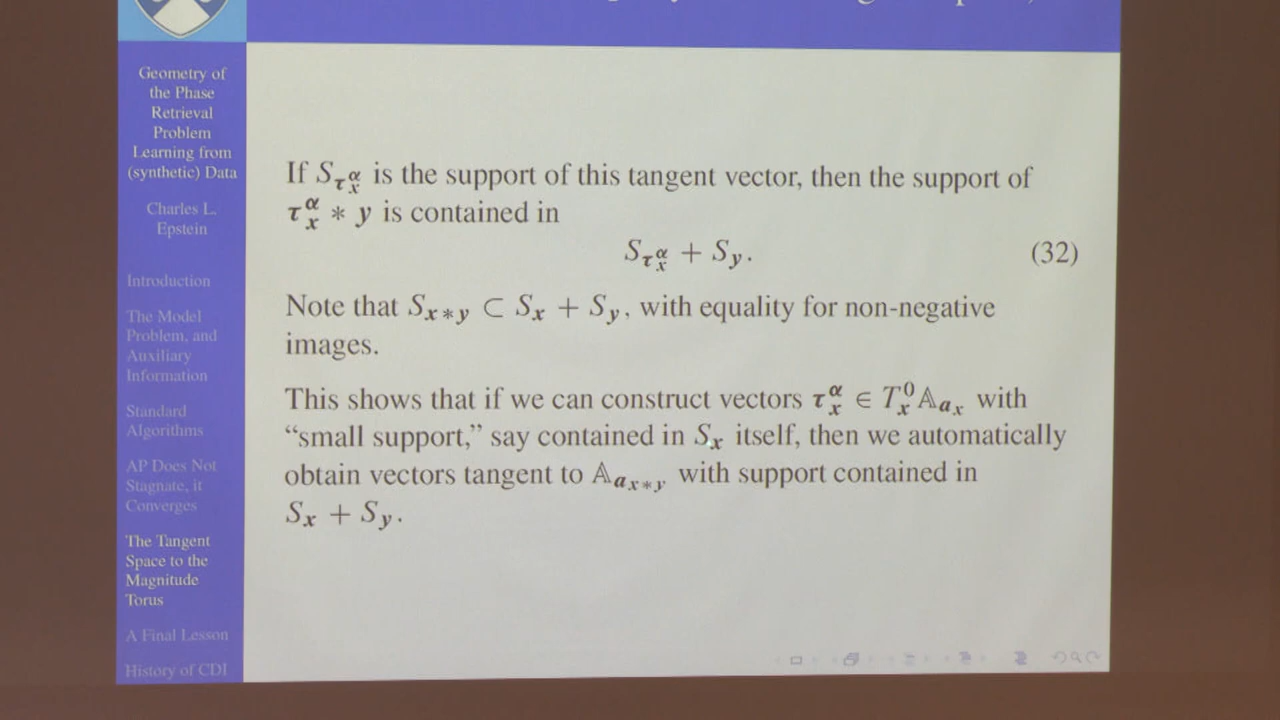 Geometry of
the Phase
Retrieval
Problem
Learning from
(synthetic) Data
Charles L.
Epstein
Introduction
The Model
Problem, and
Auxiliary
Information
Standard
Algorithms
AP Does Not
Stagnate, it
Converges
The Tangent
Space to the
Magnitude
Torus
A Final Lesson
History of CDI
If S_{τ_x^α} is the support of this tangent vector, then the support of
τ_x^α * y is contained in
S_{τ_x^α} + S_y. (32)
Note that S_{x*y} ⊂ S_x + S_y, with equality for non-negative
images.
This shows that if we can construct vectors τ_x^α ∈ T_x^0 𝔸_{a_x} with
“small support,” say contained in S_x itself, then we automatically
obtain vectors tangent to 𝔸_{a_{x*y}} with support contained in
S_x + S_y.